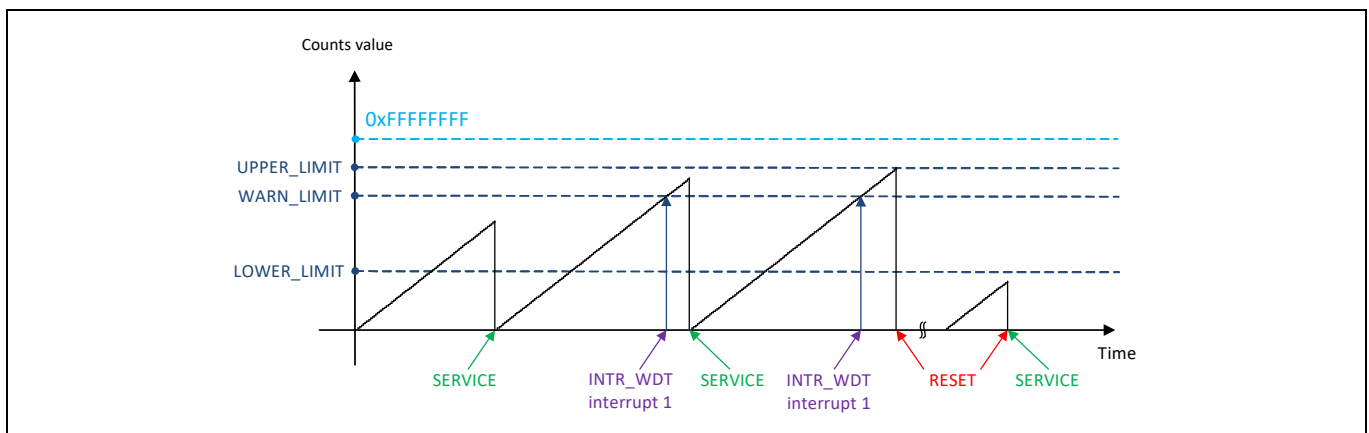 Counts value
0xFFFFFFFF
UPPER_LIMIT
WARN_LIMIT
LOWER_LIMIT
Time
SERVICE
INTR_WDT
interrupt 1
SERVICE
INTR_WDT
interrupt 1
RESET
SERVICE